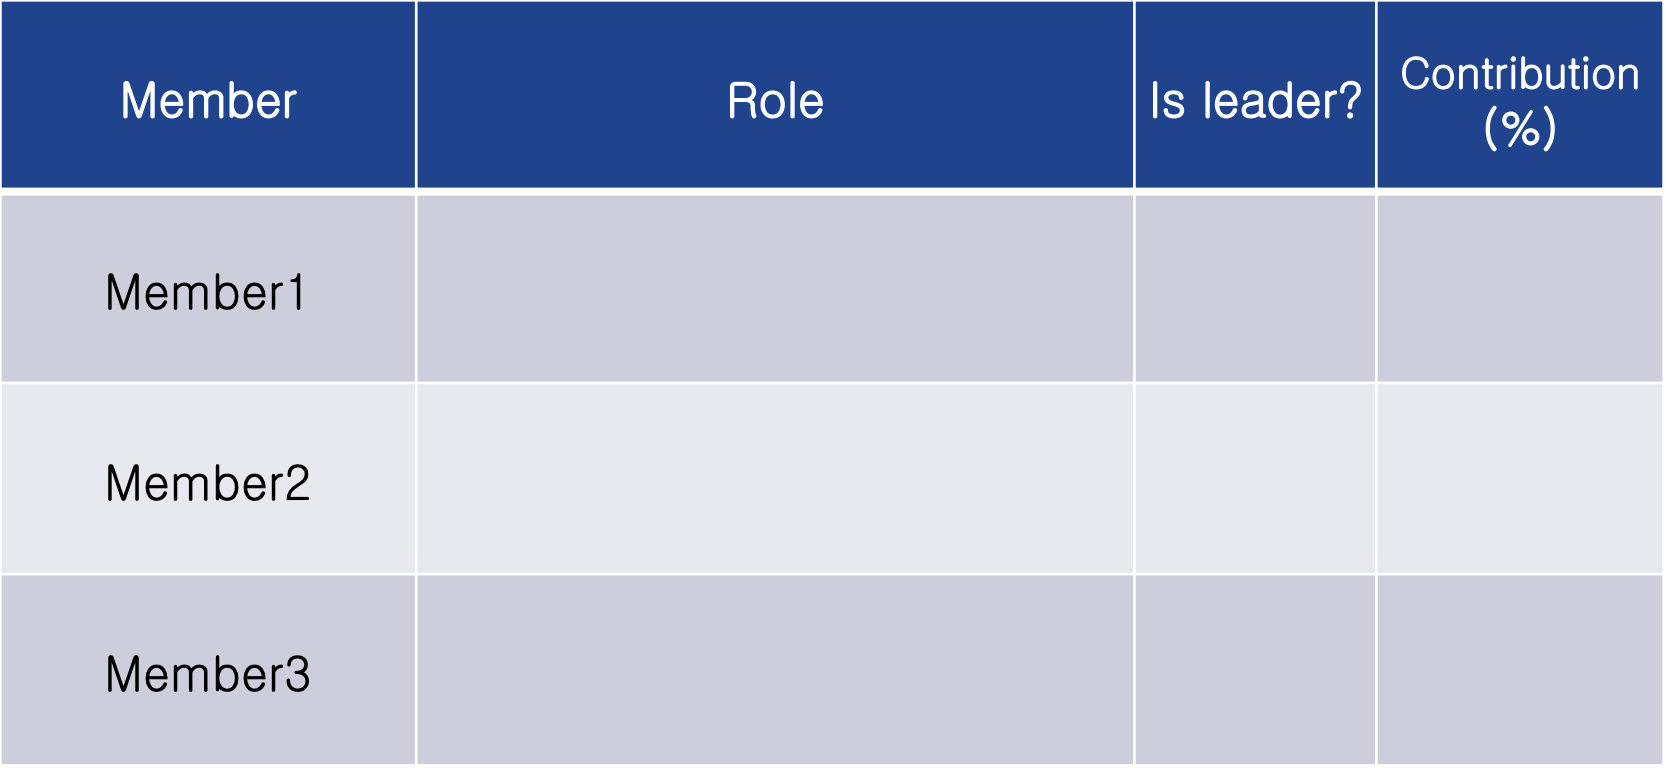 Member
Role
Is leader?
Contribution
(%)
Member1
Member2
Member3